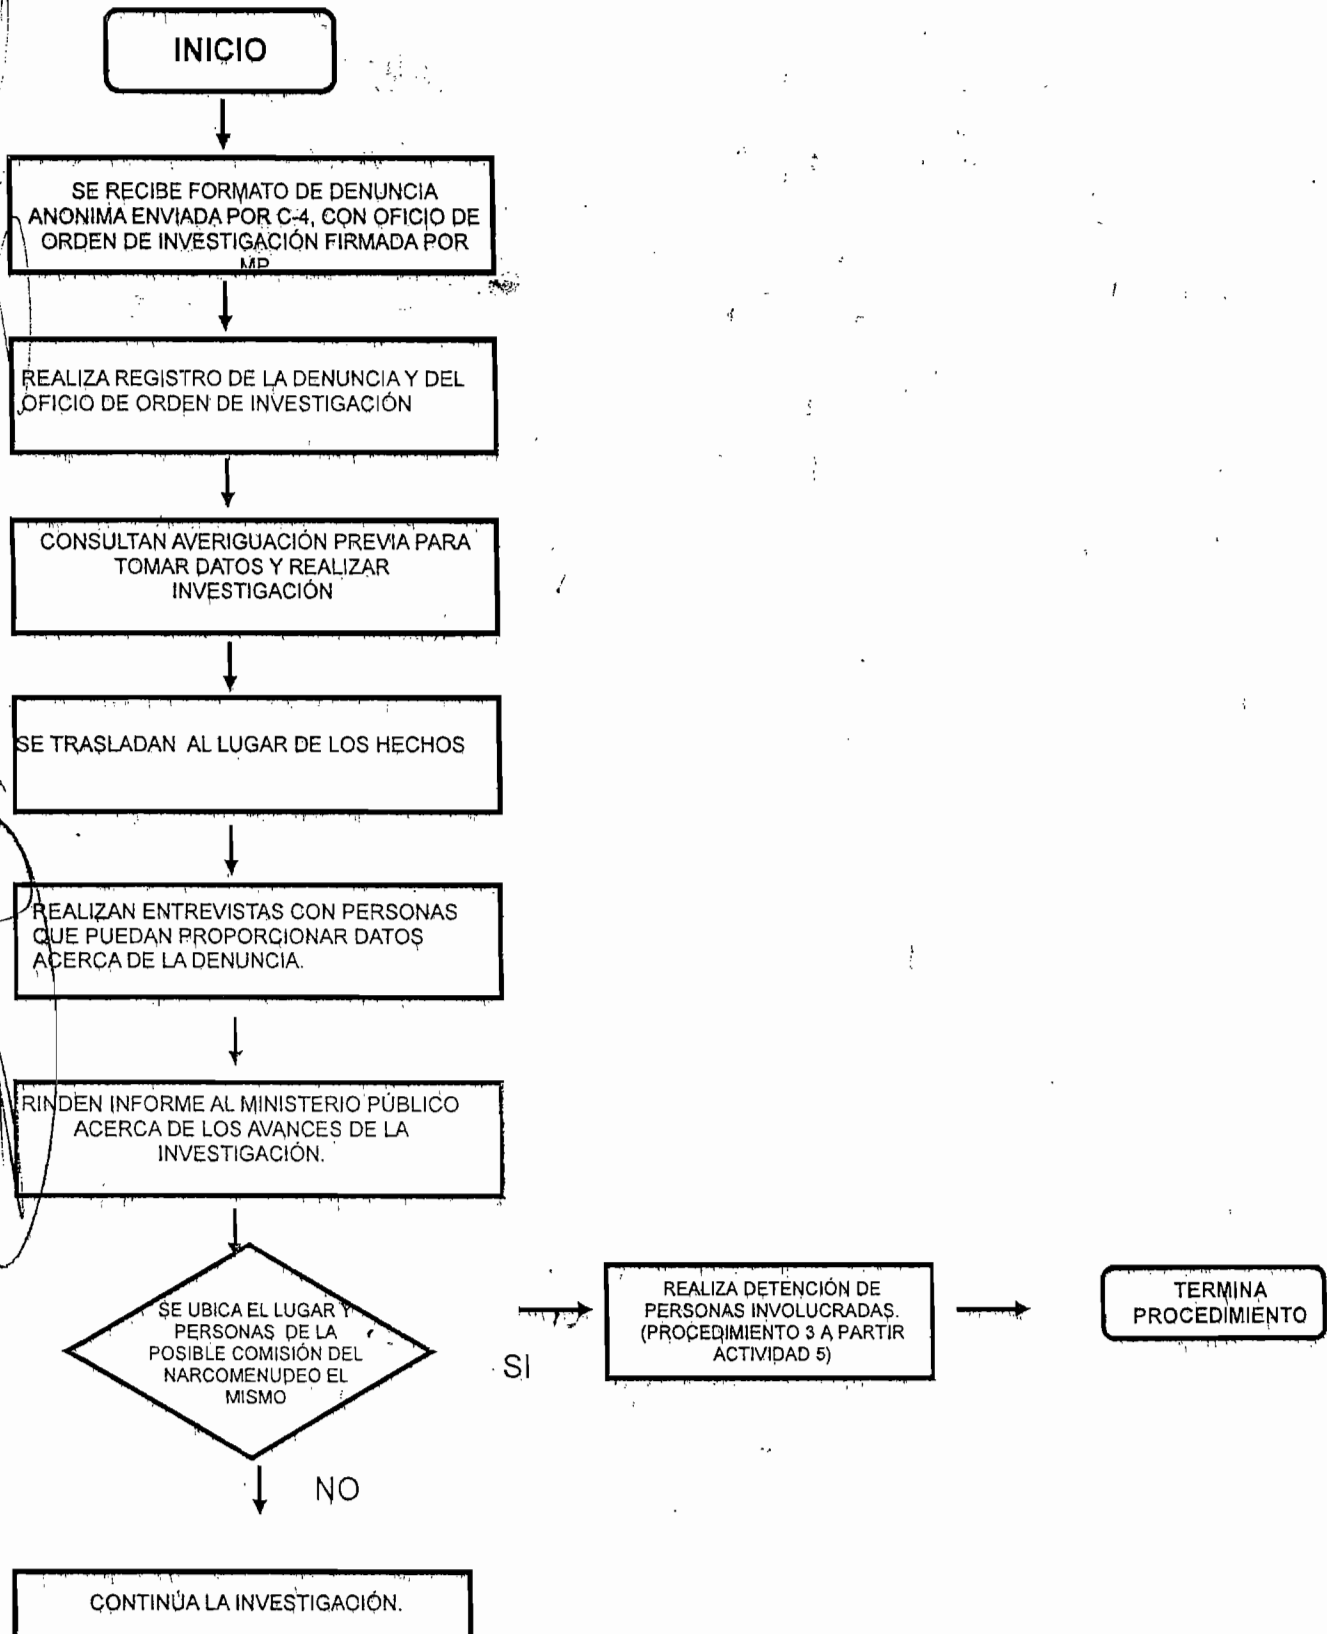 INICIO
SE RECIBE FORMATO DE DENUNCIA
ANONIMA ENVIADA POR C-4, CON OFICIO DE
ORDEN DE INVESTIGACIÓN FIRMADA POR
MP
REALIZA REGISTRO DE LA DENUNCIA Y DEL
OFICIO DE ORDEN DE INVESTIGACIÓN
CONSULTAN AVERIGUACIÓN PREVIA PARA
TOMAR DATOS Y REALIZAR
INVESTIGACIÓN
SE TRASLADAN AL LUGAR DE LOS HECHOS
REALIZAN ENTREVISTAS CON PERSONAS
QUE PUEDAN PROPORCIONAR DATOS
ACERCA DE LA DENUNCIA.
RINDEN INFORME AL MINISTERIO PÚBLICO
ACERCA DE LOS AVANCES DE LA
INVESTIGACIÓN.
SE UBICA EL LUGAR Y
PERSONAS DE LA
POSIBLE COMISIÓN DEL
NARCOMENUDEO EL
MISMO
SI
REALIZA DETENCIÓN DE
PERSONAS INVOLUCRADAS.
(PROCEDIMIENTO 3 A PARTIR
ACTIVIDAD 5)
TERMINA
PROCEDIMIENTO
NO
CONTINÚA LA INVESTIGACIÓN.